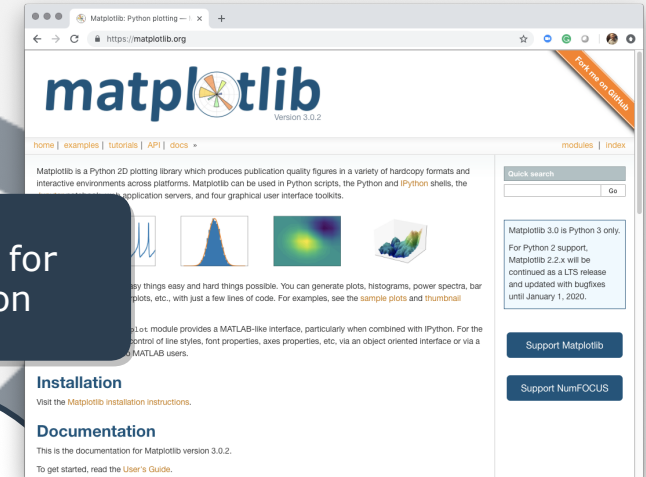 Matplotlib: Python plotting —
https://matplotlib.org
matplotlib
Version 3.0.2
Fork me on GitHub
home | examples | tutorials | API | docs »
modules | index
Matplotlib is a Python 2D plotting library which produces publication quality figures in a variety of hardcopy formats and
interactive environments across platforms. Matplotlib can be used in Python scripts, the Python and IPython shells, the
application servers, and four graphical user interface toolkits.
for
on
easy things easy and hard things possible. You can generate plots, histograms, power spectra, bar
etc., with just a few lines of code. For examples, see the sample plots and thumbnail
module provides a MATLAB-like interface, particularly when combined with IPython. For the
control of line styles, font properties, axes properties, etc, via an object oriented interface or via a
MATLAB users.
Installation
Visit the Matplotlib installation instructions.
Documentation
This is the documentation for Matplotlib version 3.0.2.
To get started, read the User's Guide.
Quick search
Go
Matplotlib 3.0 is Python 3 only.
For Python 2 support,
Matplotlib 2.2.x will be
continued as a LTS release
and updated with bugfixes
until January 1, 2020.
Support Matplotlib
Support NumFOCUS